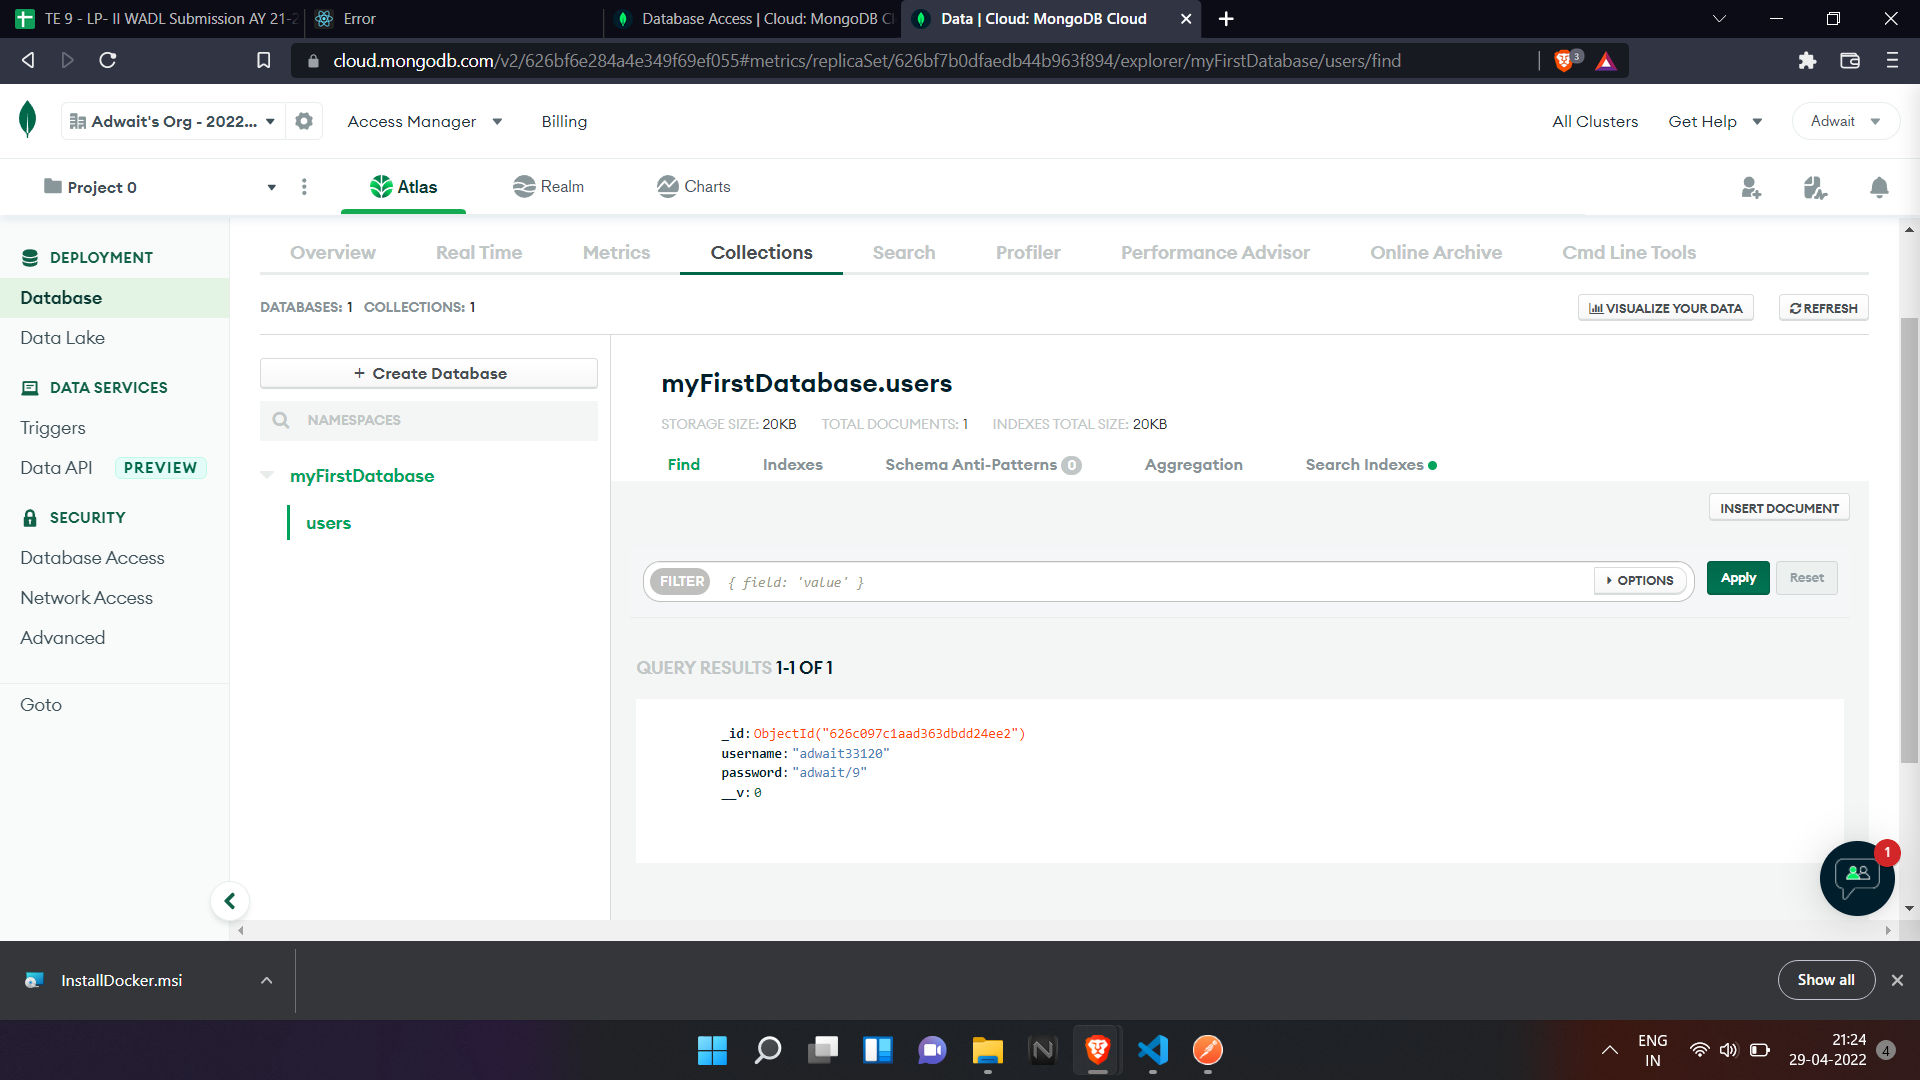 TE 9 - LP- II WADL Submission AY 21-2
Error
Database Access | Cloud: MongoDB Cl
Data | Cloud: MongoDB Cloud
cloud.mongodb.com/v2/626bf6e284a4e349f69ef055#metrics/replicaSet/626bf7b0dfaedb44b963f894/explorer/myFirstDatabase/users/find
3
Adwait's Org - 2022...
Access Manager
Billing
All Clusters
Get Help
Adwait
Project 0
Atlas
Realm
Charts
DEPLOYMENT
Database
Data Lake
DATA SERVICES
Triggers
Data API PREVIEW
SECURITY
Database Access
Network Access
Advanced
Goto
Overview
Real Time
Metrics
Collections
Search
Profiler
Performance Advisor
Online Archive
Cmd Line Tools
DATABASES: 1 COLLECTIONS: 1
VISUALIZE YOUR DATA
REFRESH
+ Create Database
NAMESPACES
myFirstDatabase
users
myFirstDatabase.users
STORAGE SIZE: 20KB TOTAL DOCUMENTS: 1 INDEXES TOTAL SIZE: 20KB
Find
Indexes
Schema Anti-Patterns 0
Aggregation
Search Indexes
INSERT DOCUMENT
FILTER { field: 'value' }
OPTIONS
Apply
Reset
QUERY RESULTS 1-1 OF 1
_id: ObjectId("626c097c1aad363dbdd24ee2")
username: "adwait33120"
password: "adwait/9"
__v: 0
1
InstallDocker.msi
Show all
ENG
IN
21:24
29-04-2022
4